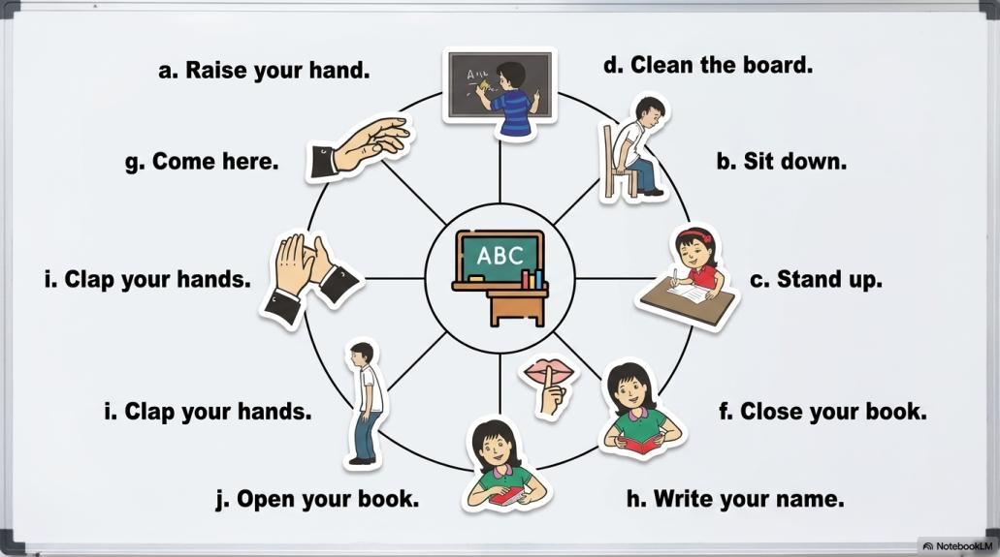 a. Raise your hand.
d. Clean the board.
g. Come here.
b. Sit down.
ABC
i. Clap your hands.
c. Stand up.
i. Clap your hands.
f. Close your book.
j. Open your book.
h. Write your name.
NotebookLM